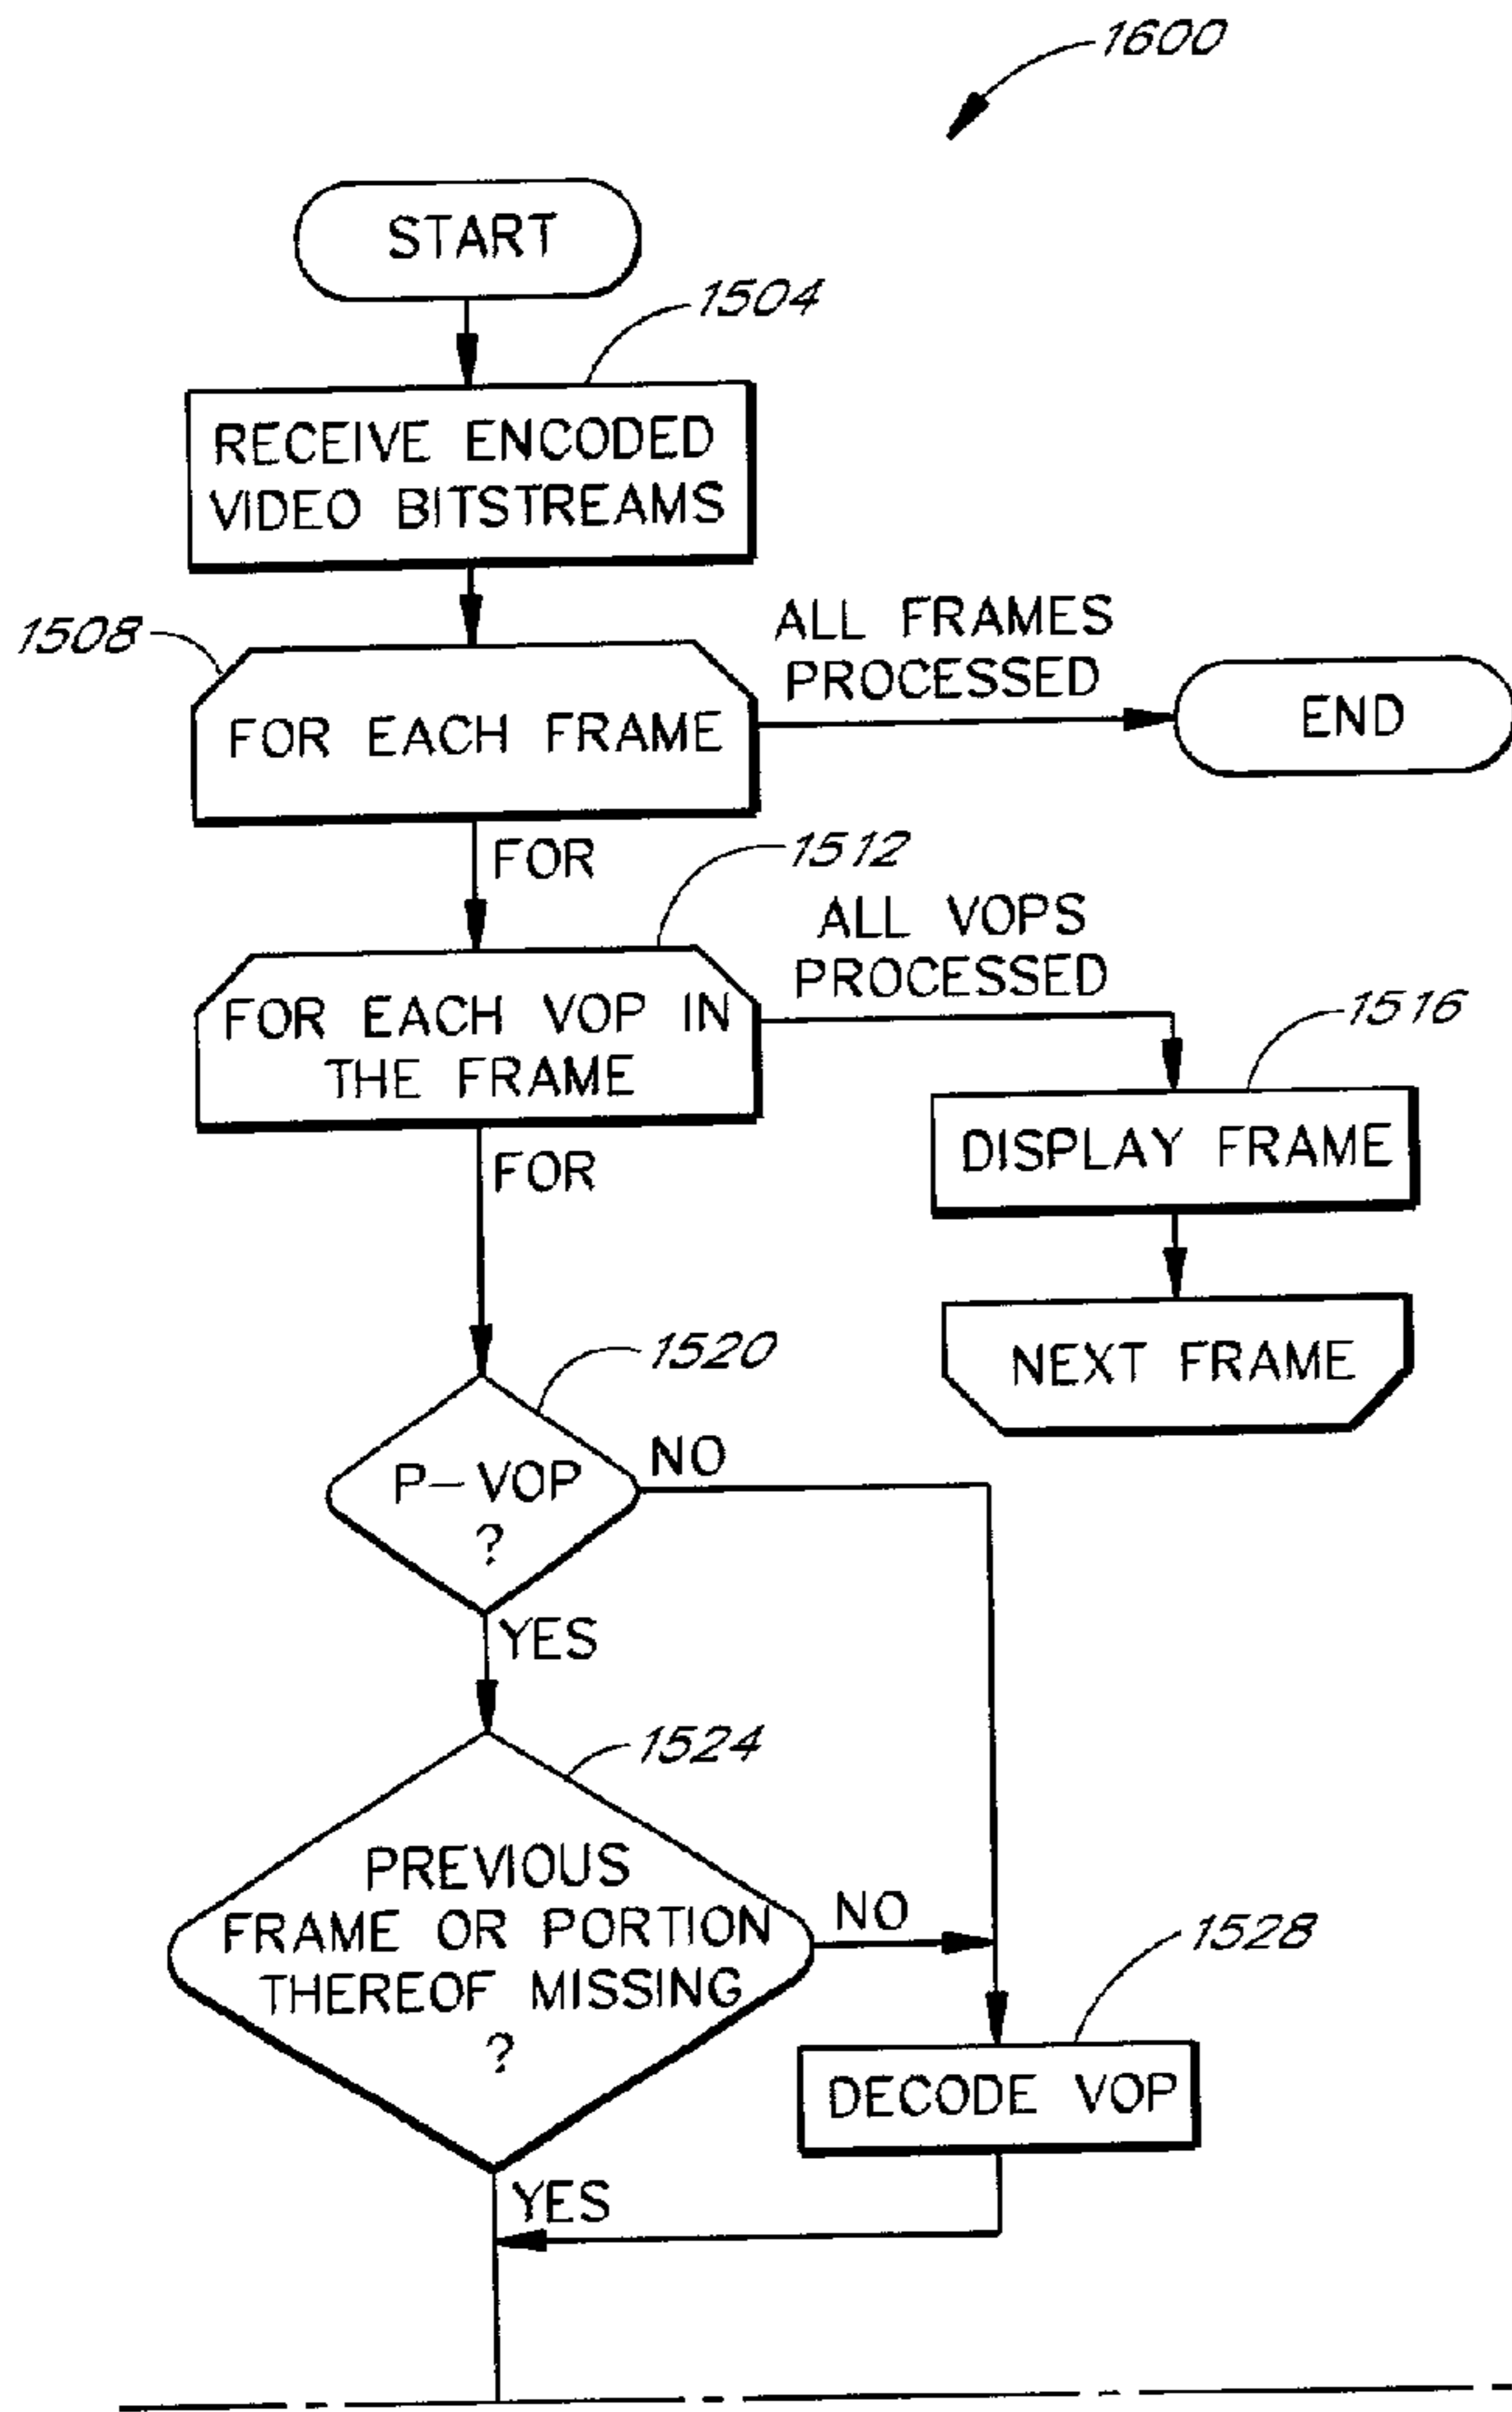 1600
START
1504
RECEIVE ENCODED
VIDEO BITSTREAMS
1508
ALL FRAMES
PROCESSED
FOR EACH FRAME
END
FOR
1512
ALL VOPS
PROCESSED
FOR EACH VOP IN
THE FRAME
1516
FOR
DISPLAY FRAME
NEXT FRAME
1520
P-VOP
?
NO
YES
1524
PREVIOUS
FRAME OR PORTION
THEREOF MISSING
?
NO
1528
DECODE VOP
YES